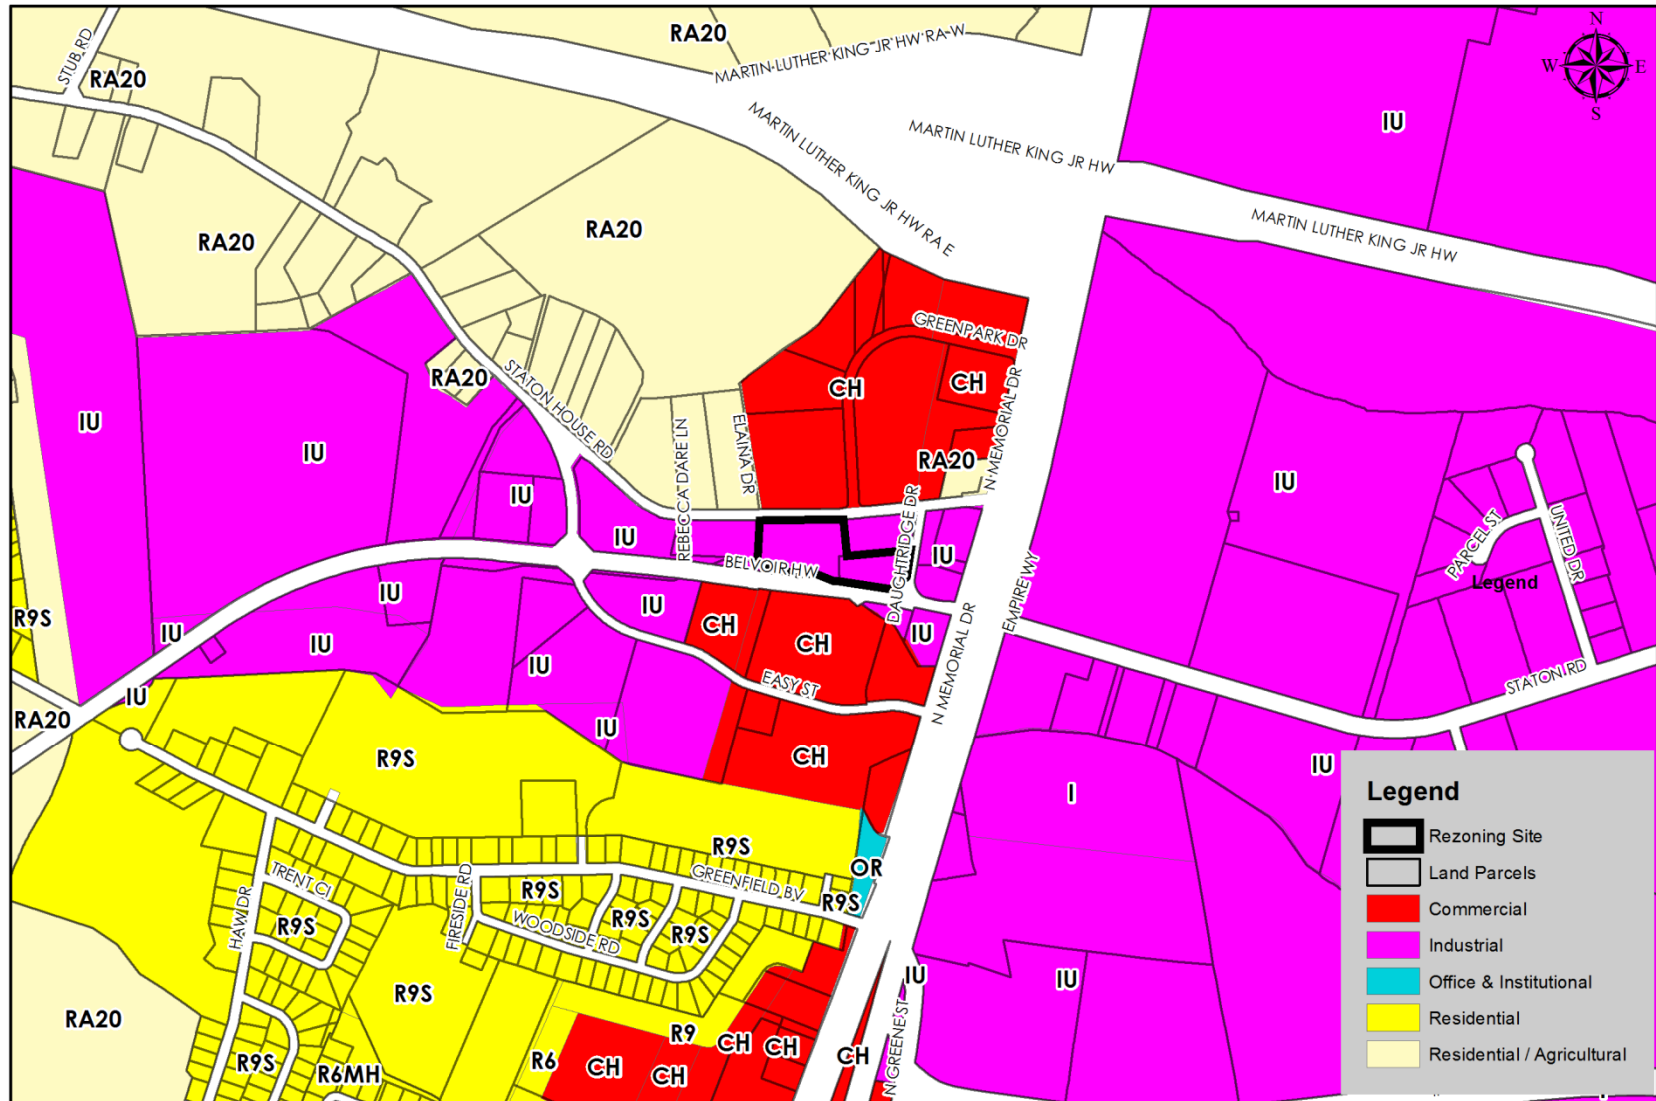 RA20
MARTIN LUTHER KING JR HW RA W
N
W E
S
STUB RD
RA20
IU
MARTIN LUTHER KING JR HW RA E
MARTIN LUTHER KING JR HW
MARTIN LUTHER KING JR HW
RA20
RA20
GREENPARK DR
RA20
CH
CH
STATON HOUSE RD
REBECCA DARE LN
ELAINA DR
N MEMORIAL DR
IU
IU
RA20
IU
IU
IU
DAUGHTRIDGE DR
IU
BELVOIR HW
IU
PARCEL ST
UNITED DR
Legend
EMPIRE WY
R9S
IU
IU
IU
IU
IU
CH
CH
IU
N MEMORIAL DR
IU
EASY ST
STATON RD
IU
RA20
IU
R9S
CH
IU
I
R9S
OR
GREENFIELD BV
TRENT CI
HAW DR
FIRESIDE RD
R9S
R9S
R9S
R9S
WOODSIDE RD
R9S
IU
IU
R9S
RA20
R9
CH
CH
CH
N GREENE ST
R9S
R6MH
R6
CH
CH
Legend
Rezoning Site
Land Parcels
Commercial
Industrial
Office & Institutional
Residential
Residential / Agricultural